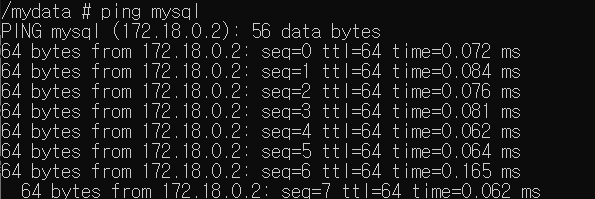 /mydata # ping mysql
PING mysql (172.18.0.2): 56 data bytes
64 bytes from 172.18.0.2: seq=0 ttl=64 time=0.072 ms
64 bytes from 172.18.0.2: seq=1 ttl=64 time=0.084 ms
64 bytes from 172.18.0.2: seq=2 ttl=64 time=0.076 ms
64 bytes from 172.18.0.2: seq=3 ttl=64 time=0.081 ms
64 bytes from 172.18.0.2: seq=4 ttl=64 time=0.062 ms
64 bytes from 172.18.0.2: seq=5 ttl=64 time=0.064 ms
64 bytes from 172.18.0.2: seq=6 ttl=64 time=0.165 ms
64 bytes from 172.18.0.2: seq=7 ttl=64 time=0.062 ms